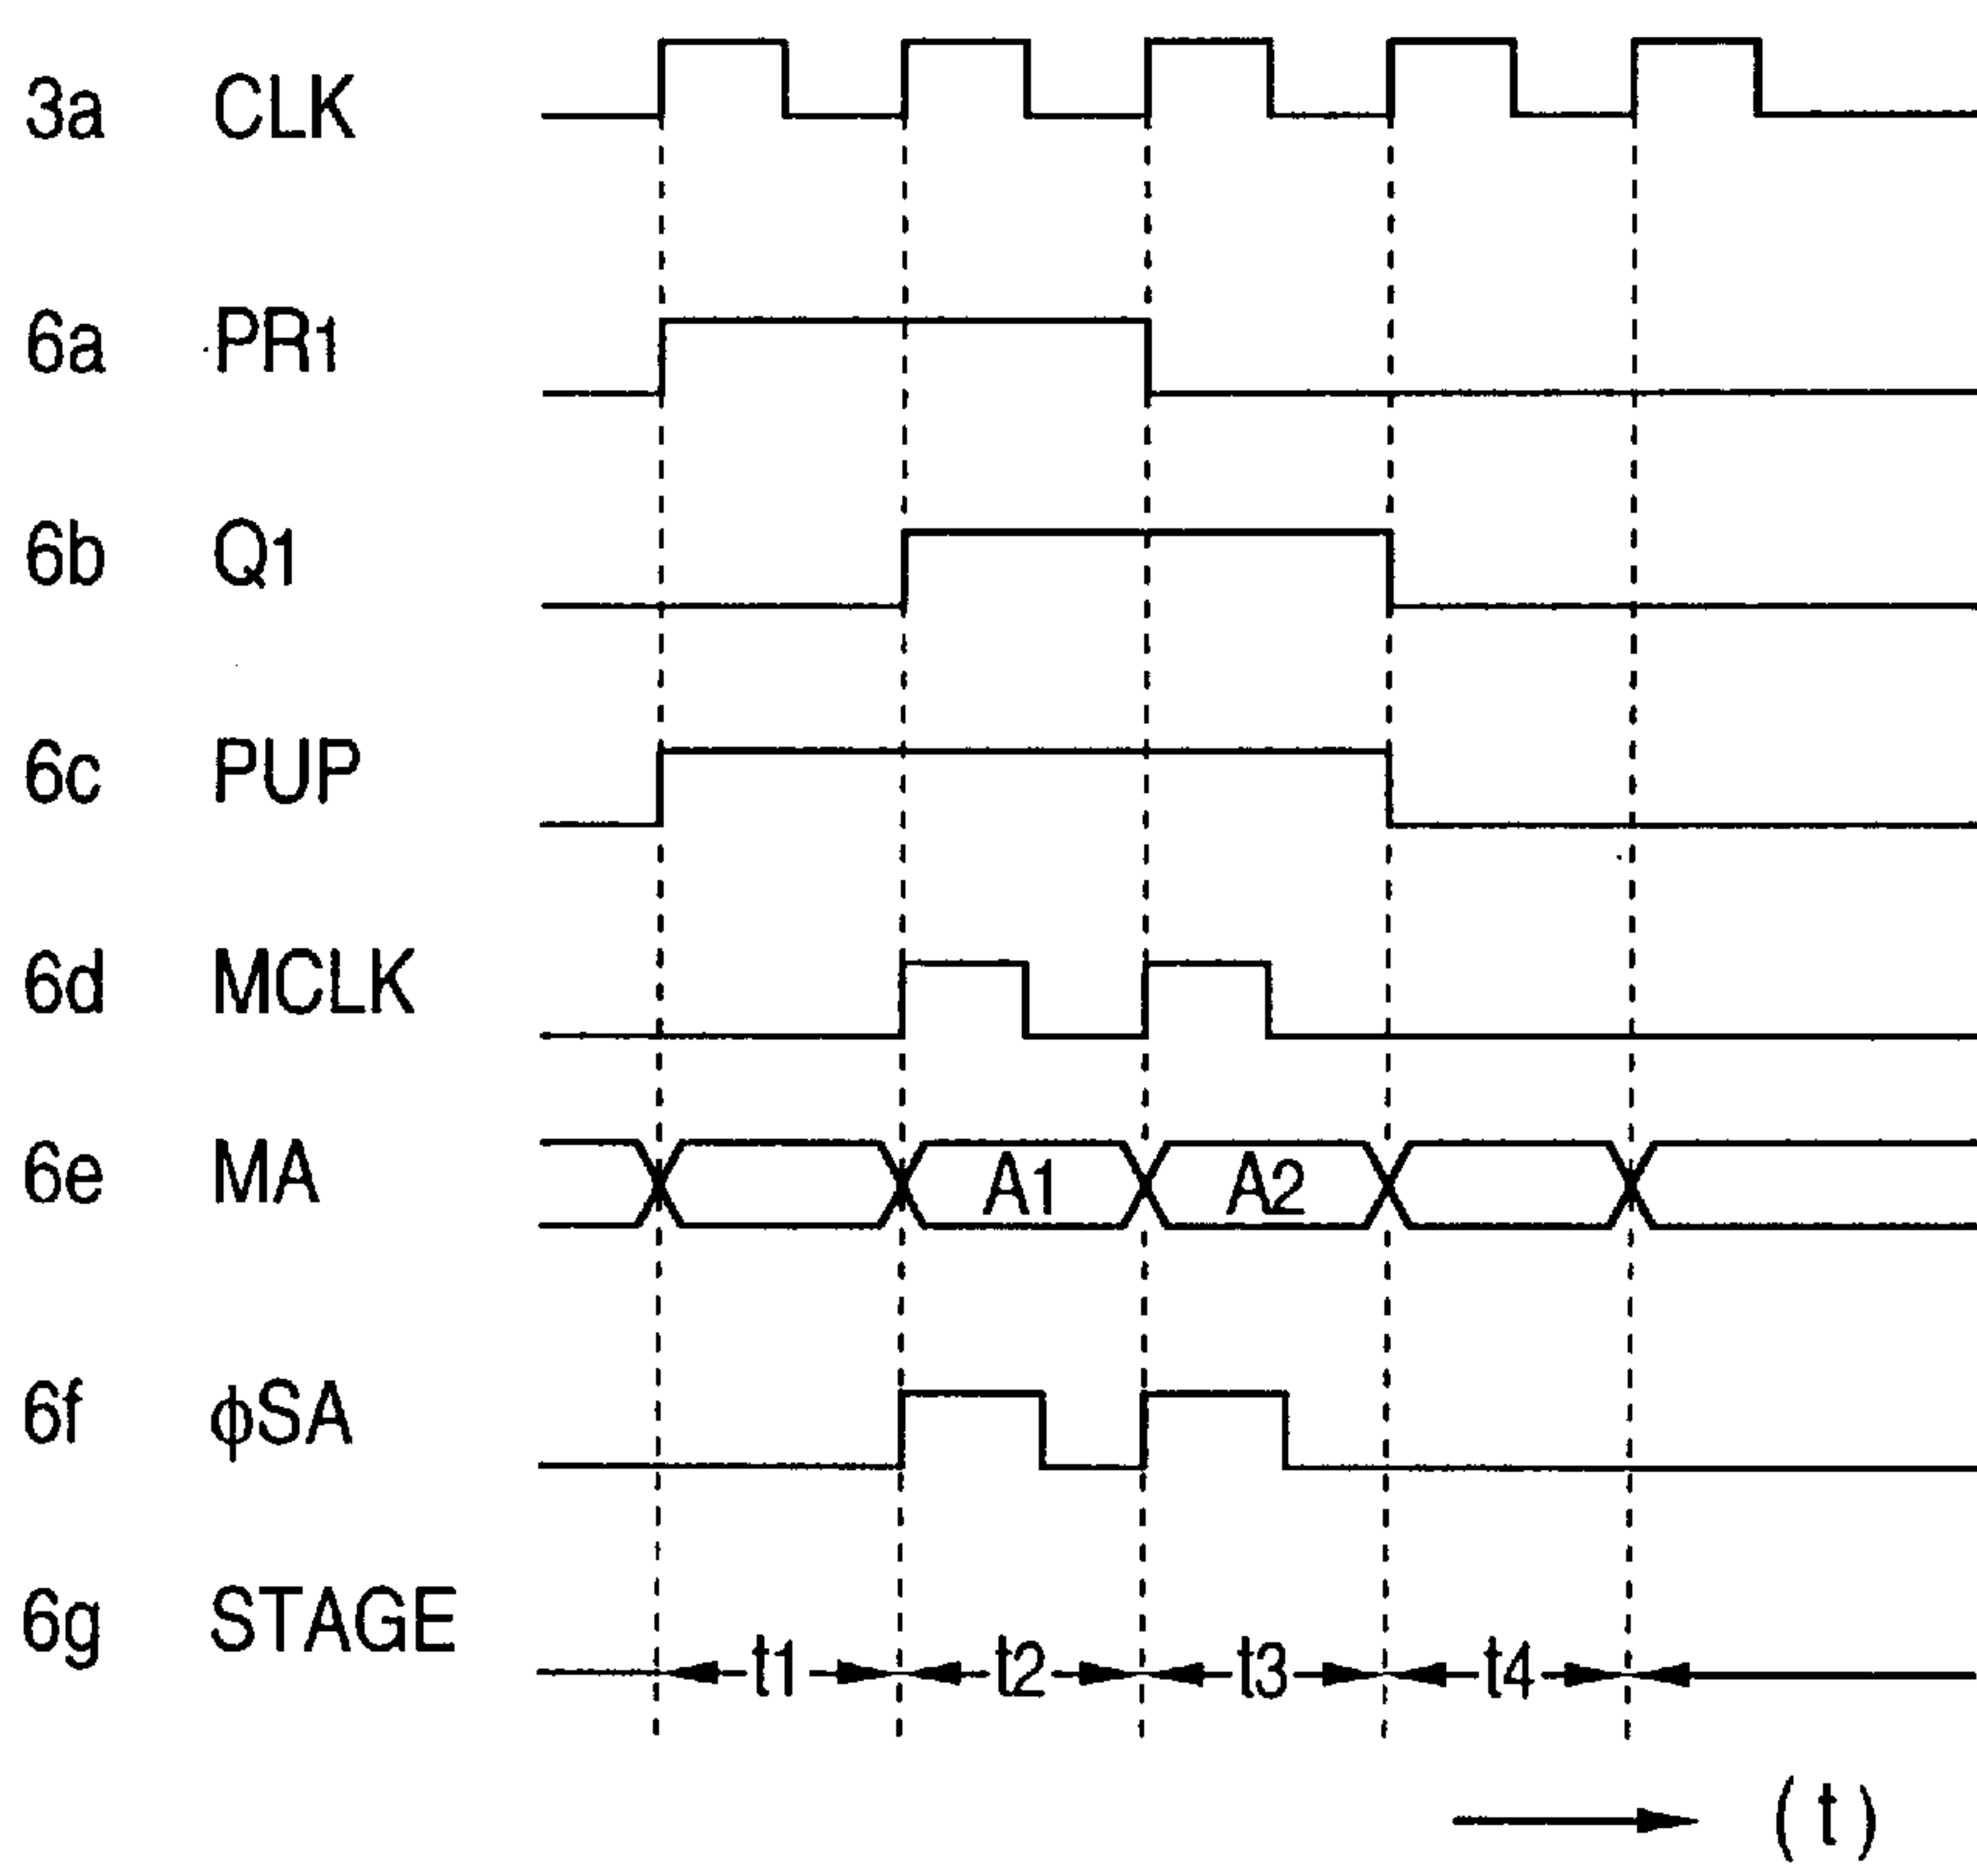 3a CLK
6a PR1
6b Q1
6c PUP
6d MCLK
6e MA A1 A2
6f ϕSA
6g STAGE t1 t2 t3 t4
(t)